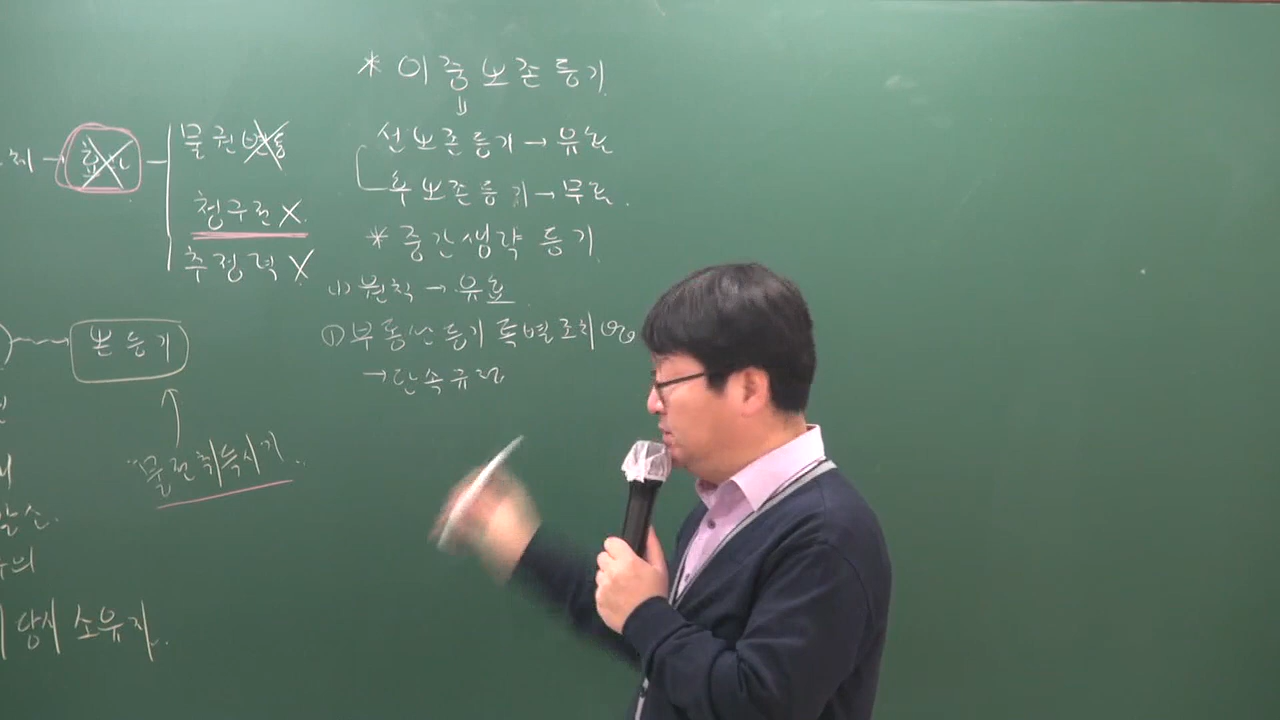 * 이중보존등기
⇓
선보존등기 → 유효
후보존등기 → 무효.
* 중간생략등기
1) 원칙 → 유효
① 부동산등기특별조치법
→ 단속규정
효과
물권변동
청구권 X
추정력 X
본등기
물권취득시기
당시 소유자.